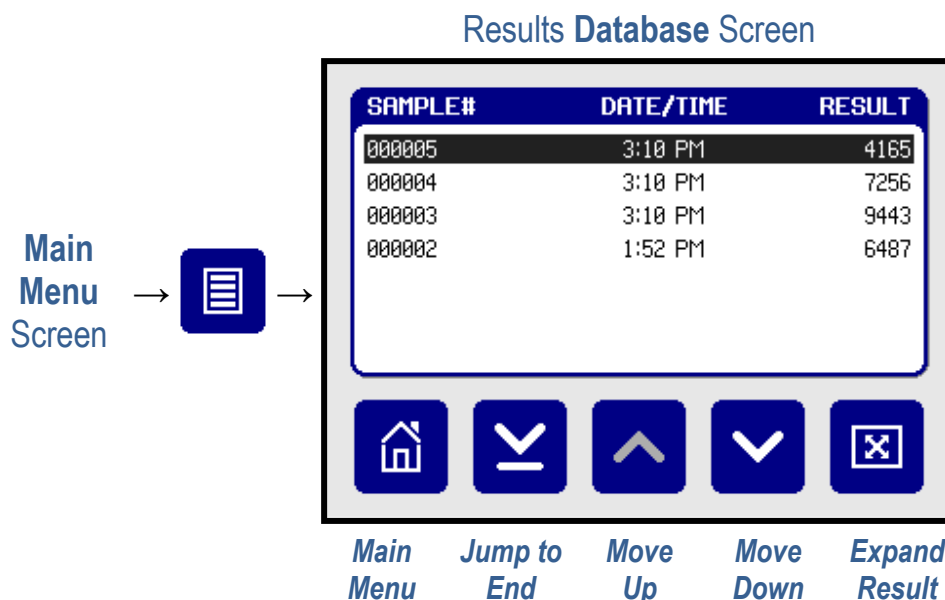 Results Database Screen
SAMPLE# DATE/TIME RESULT
000005 3:10 PM 4165
000004 3:10 PM 7256
000003 3:10 PM 9443
000002 1:52 PM 6487
Main
Menu
Screen
→ →
Main Jump to Move Move Expand
Menu End Up Down Result